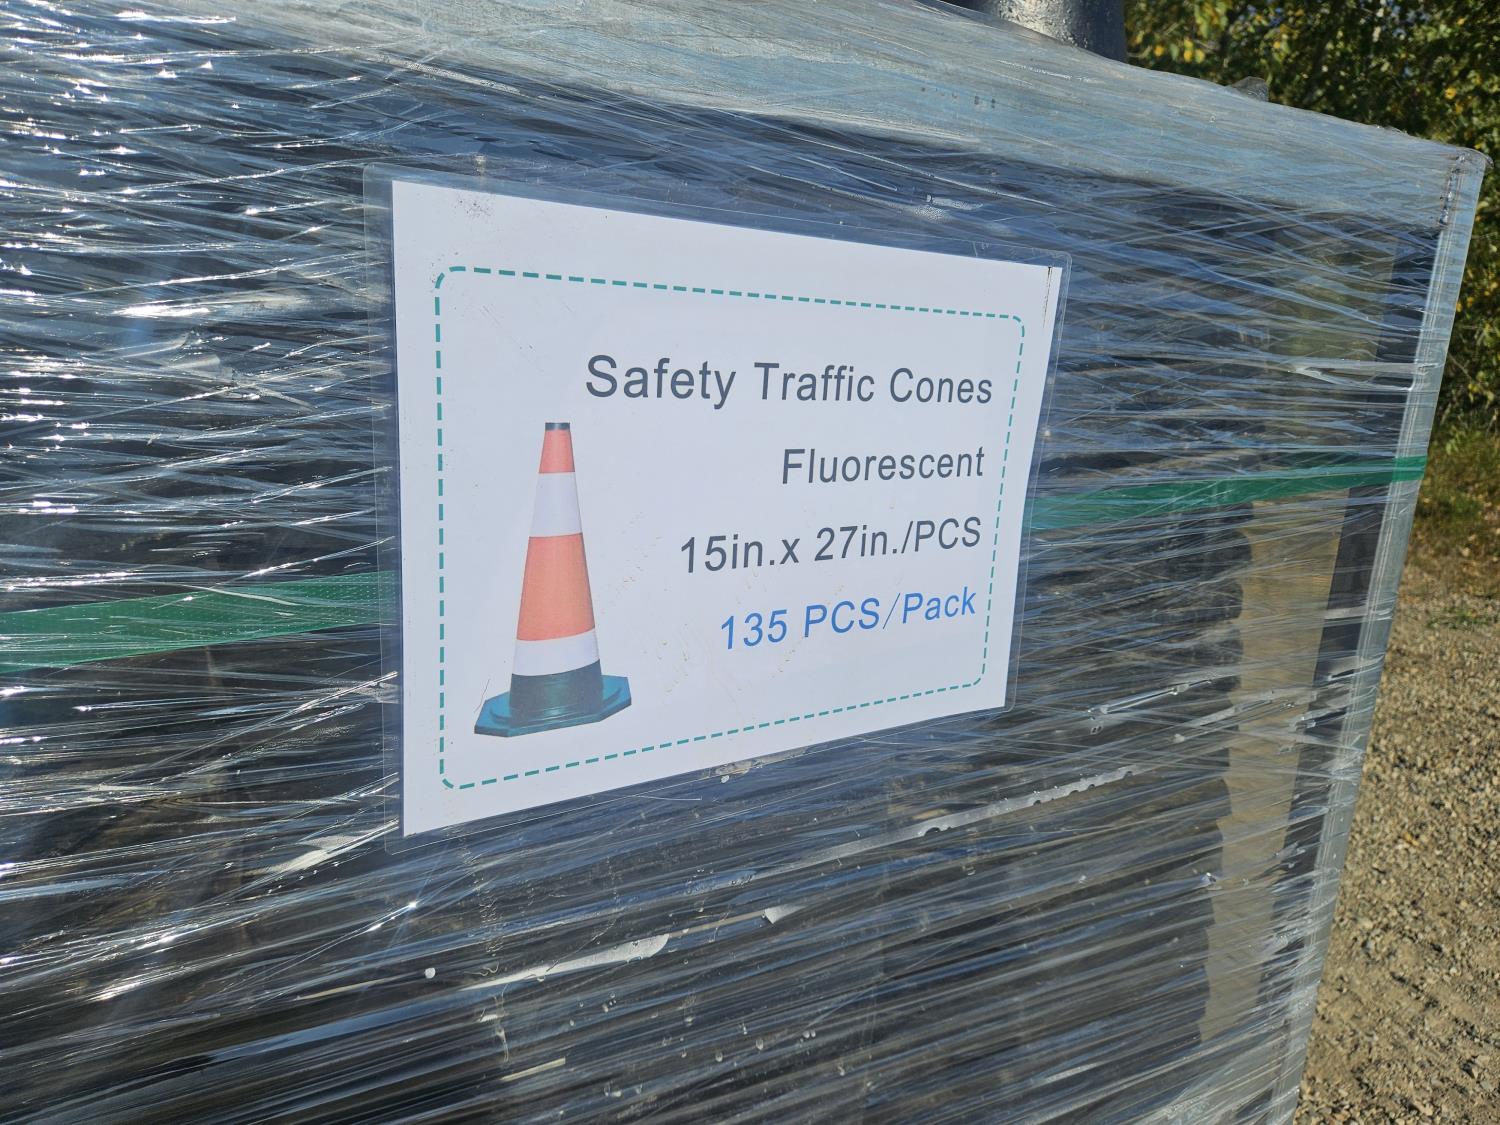 Safety Traffic Cones
Fluorescent
15in.x 27in./PCS
135 PCS/Pack